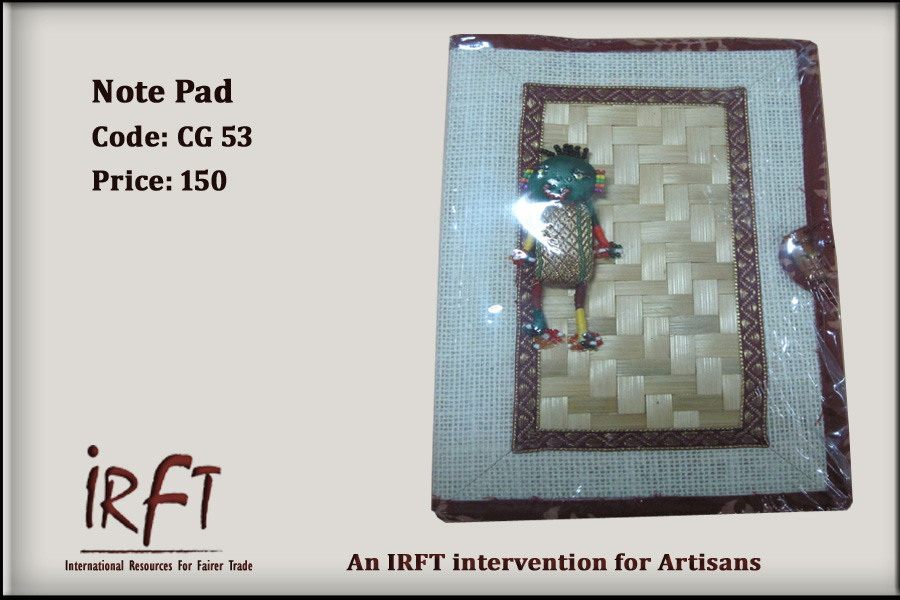 Note Pad
Code: CG 53
Price: 150
iRFT
International Resources For Fairer Trade
An IRFT intervention for Artisans